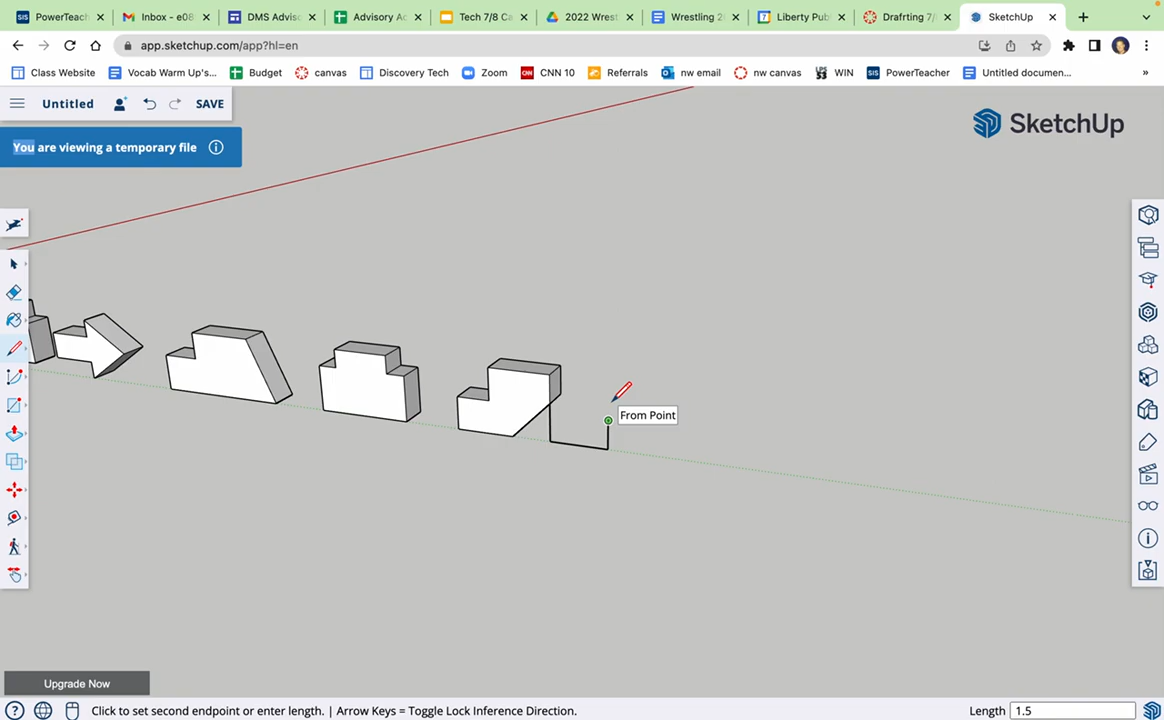 PowerTeach
Inbox - e08
DMS Adviso
Advisory Ac
Tech 7/8 Ca
2022 Wrest
Wrestling 2
Liberty Pub
Drafrting 7/
SketchUp
app.sketchup.com/app?hl=en
Class Website
Vocab Warm Up's...
Budget
canvas
Discovery Tech
Zoom
CNN 10
Referrals
nw email
nw canvas
WIN
PowerTeacher
Untitled documen...
»
Untitled
SAVE
SketchUp
You are viewing a temporary file
From Point
Upgrade Now
Click to set second endpoint or enter length. | Arrow Keys = Toggle Lock Inference Direction.
Length 1.5